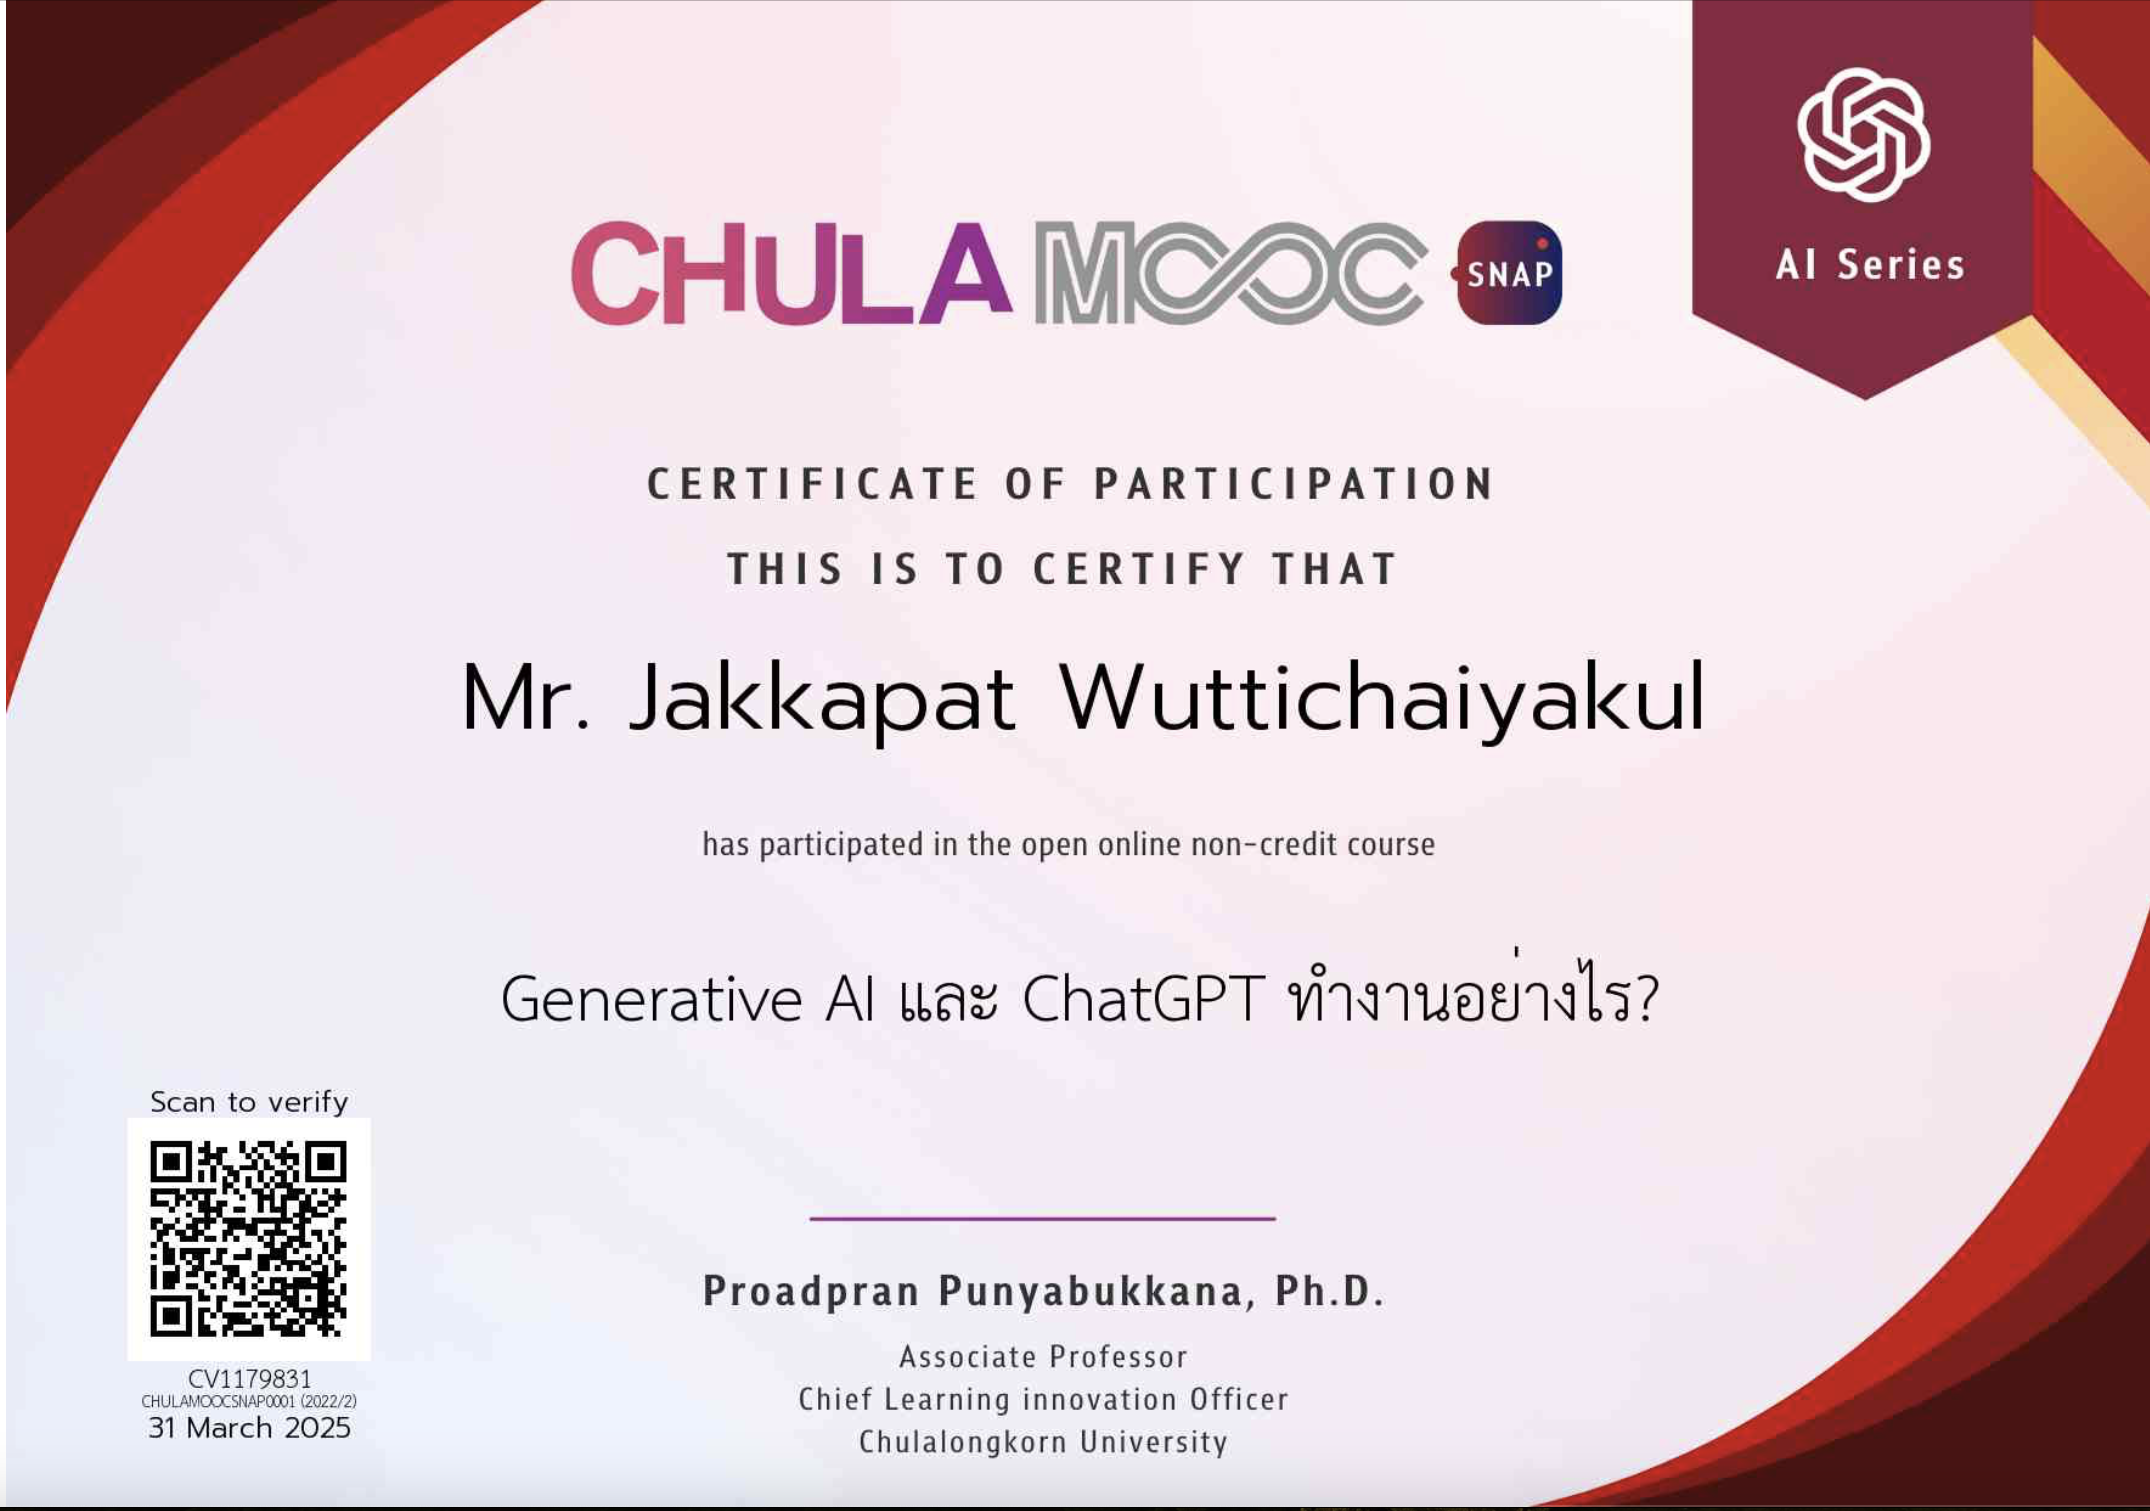 CHULA MOOC SNAP
AI Series
CERTIFICATE OF PARTICIPATION
THIS IS TO CERTIFY THAT
Mr. Jakkapat Wuttichaiyakul
has participated in the open online non-credit course
Generative AI และ ChatGPT ทำงานอย่างไร?
Scan to verify
CV1179831
CHULAMOOCSNAP0001 (2022/2)
31 March 2025
Proadpran Punyabukkana, Ph.D.
Associate Professor
Chief Learning innovation Officer
Chulalongkorn University